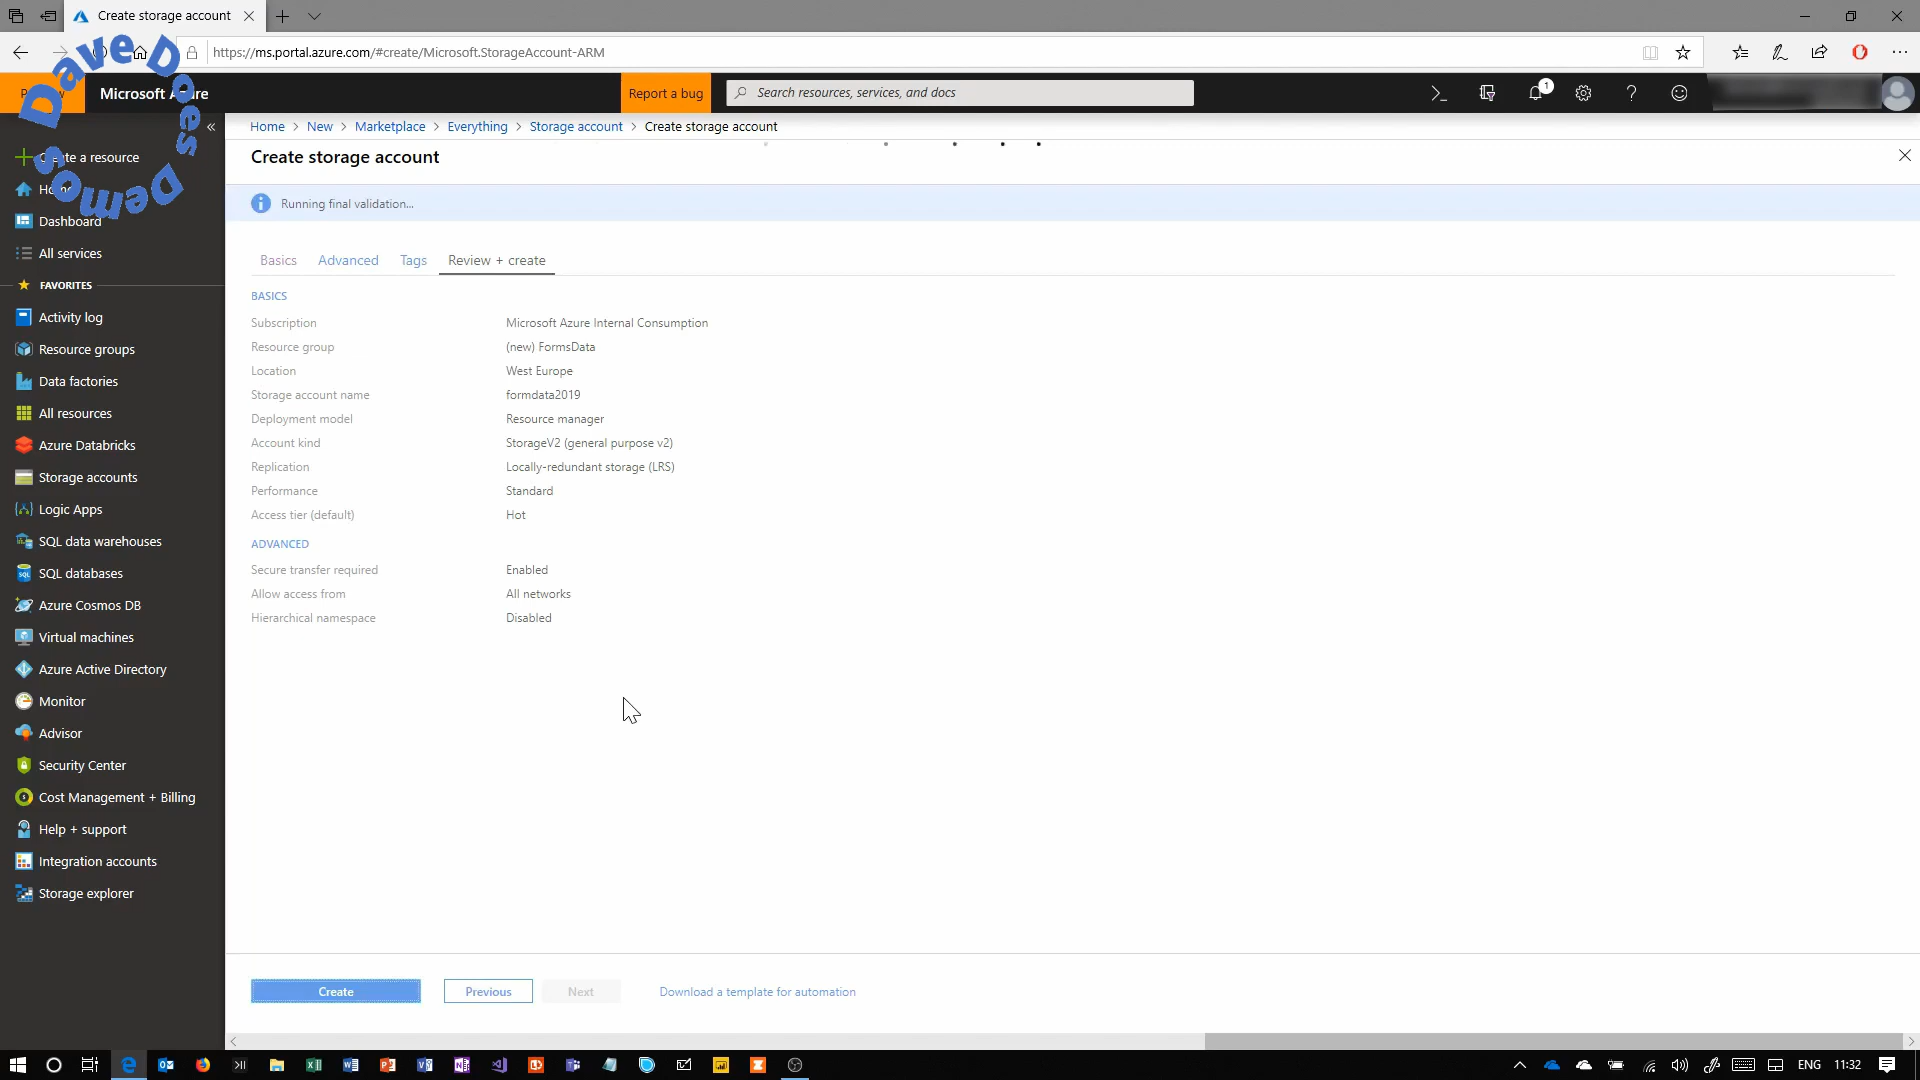 Create storage account
https://ms.portal.azure.com/#create/Microsoft.StorageAccount-ARM
Dave Does Demos
Microsoft Azure
Report a bug
Search resources, services, and docs
1
Home > New > Marketplace > Everything > Storage account > Create storage account
Create storage account
Running final validation...
Create a resource
Home
Dashboard
All services
FAVORITES
Activity log
Resource groups
Data factories
All resources
Azure Databricks
Storage accounts
Logic Apps
SQL data warehouses
SQL databases
Azure Cosmos DB
Virtual machines
Azure Active Directory
Monitor
Advisor
Security Center
Cost Management + Billing
Help + support
Integration accounts
Storage explorer
Basics Advanced Tags Review + create
BASICS
Subscription Microsoft Azure Internal Consumption
Resource group (new) FormsData
Location West Europe
Storage account name formdata2019
Deployment model Resource manager
Account kind StorageV2 (general purpose v2)
Replication Locally-redundant storage (LRS)
Performance Standard
Access tier (default) Hot
ADVANCED
Secure transfer required Enabled
Allow access from All networks
Hierarchical namespace Disabled
Create Previous Next Download a template for automation
ENG 11:32